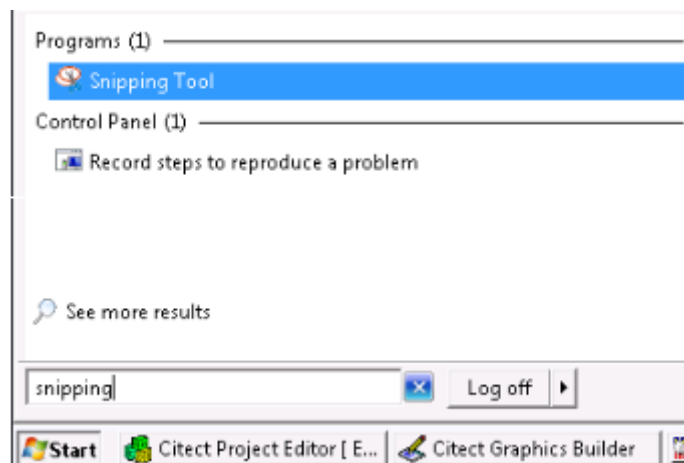 Programs (1)
Snipping Tool
Control Panel (1)
Record steps to reproduce a problem
See more results
snipping
Log off
Start
Citect Project Editor [ E...
Citect Graphics Builder